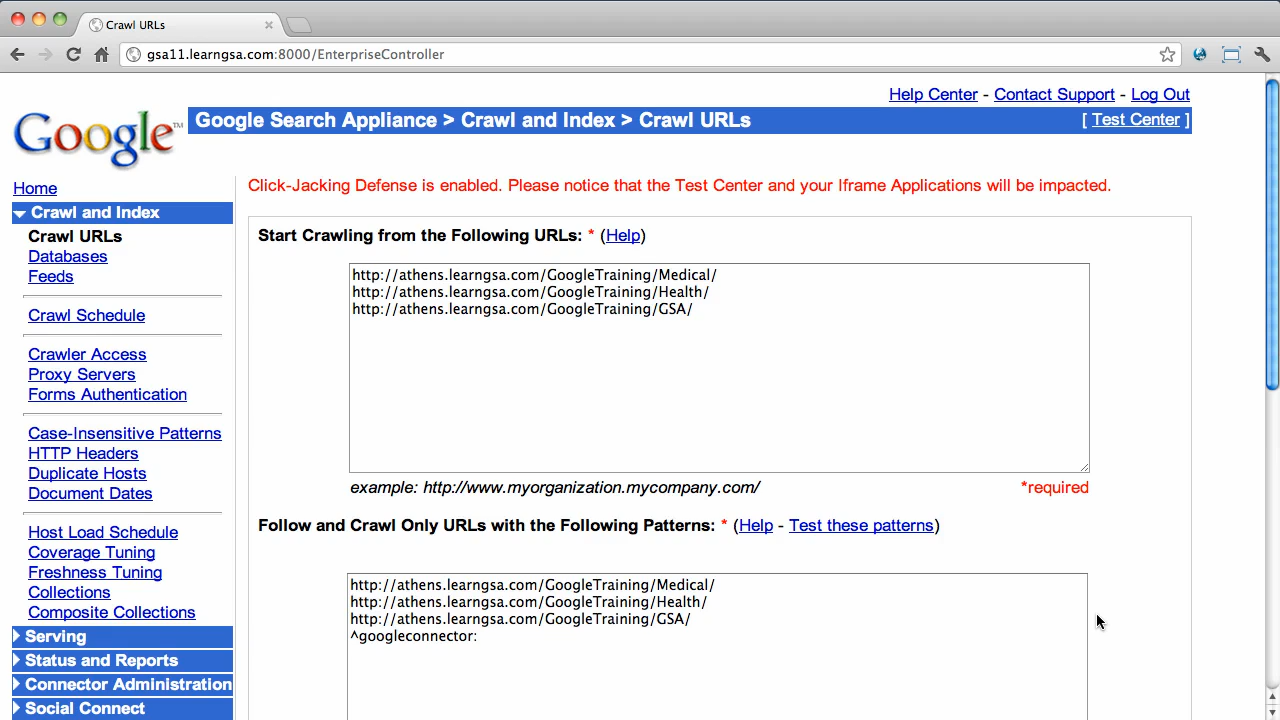 Crawl URLs
gsa11.learngsa.com:8000/EnterpriseController
Help Center - Contact Support - Log Out
Google™
Google Search Appliance > Crawl and Index > Crawl URLs
[ Test Center ]
Home
Crawl and Index
Crawl URLs
Databases
Feeds
Crawl Schedule
Crawler Access
Proxy Servers
Forms Authentication
Case-Insensitive Patterns
HTTP Headers
Duplicate Hosts
Document Dates
Host Load Schedule
Coverage Tuning
Freshness Tuning
Collections
Composite Collections
Serving
Status and Reports
Connector Administration
Social Connect
Click-Jacking Defense is enabled. Please notice that the Test Center and your Iframe Applications will be impacted.
Start Crawling from the Following URLs: * (Help)
http://athens.learngsa.com/GoogleTraining/Medical/
http://athens.learngsa.com/GoogleTraining/Health/
http://athens.learngsa.com/GoogleTraining/GSA/
example: http://www.myorganization.mycompany.com/
*required
Follow and Crawl Only URLs with the Following Patterns: * (Help - Test these patterns)
http://athens.learngsa.com/GoogleTraining/Medical/
http://athens.learngsa.com/GoogleTraining/Health/
http://athens.learngsa.com/GoogleTraining/GSA/
^googleconnector: